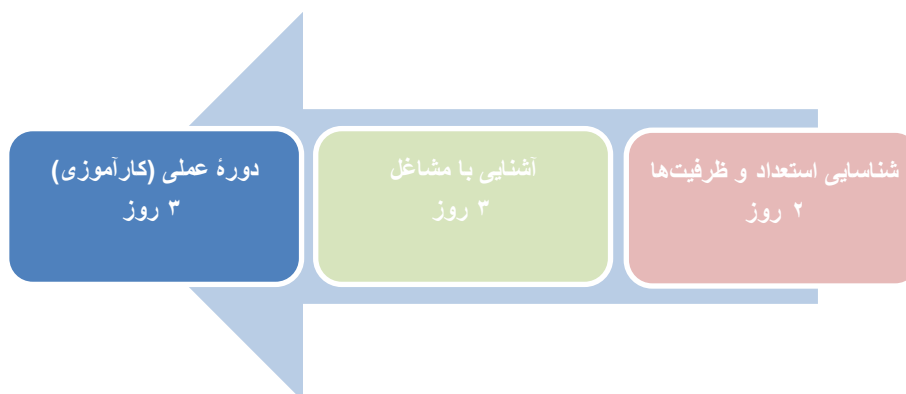 شناسایی استعداد و ظرفیت‌ها
۲ روز
آشنایی با مشاغل
۳ روز
دورهٔ عملی (کارآموزی)
۳ روز